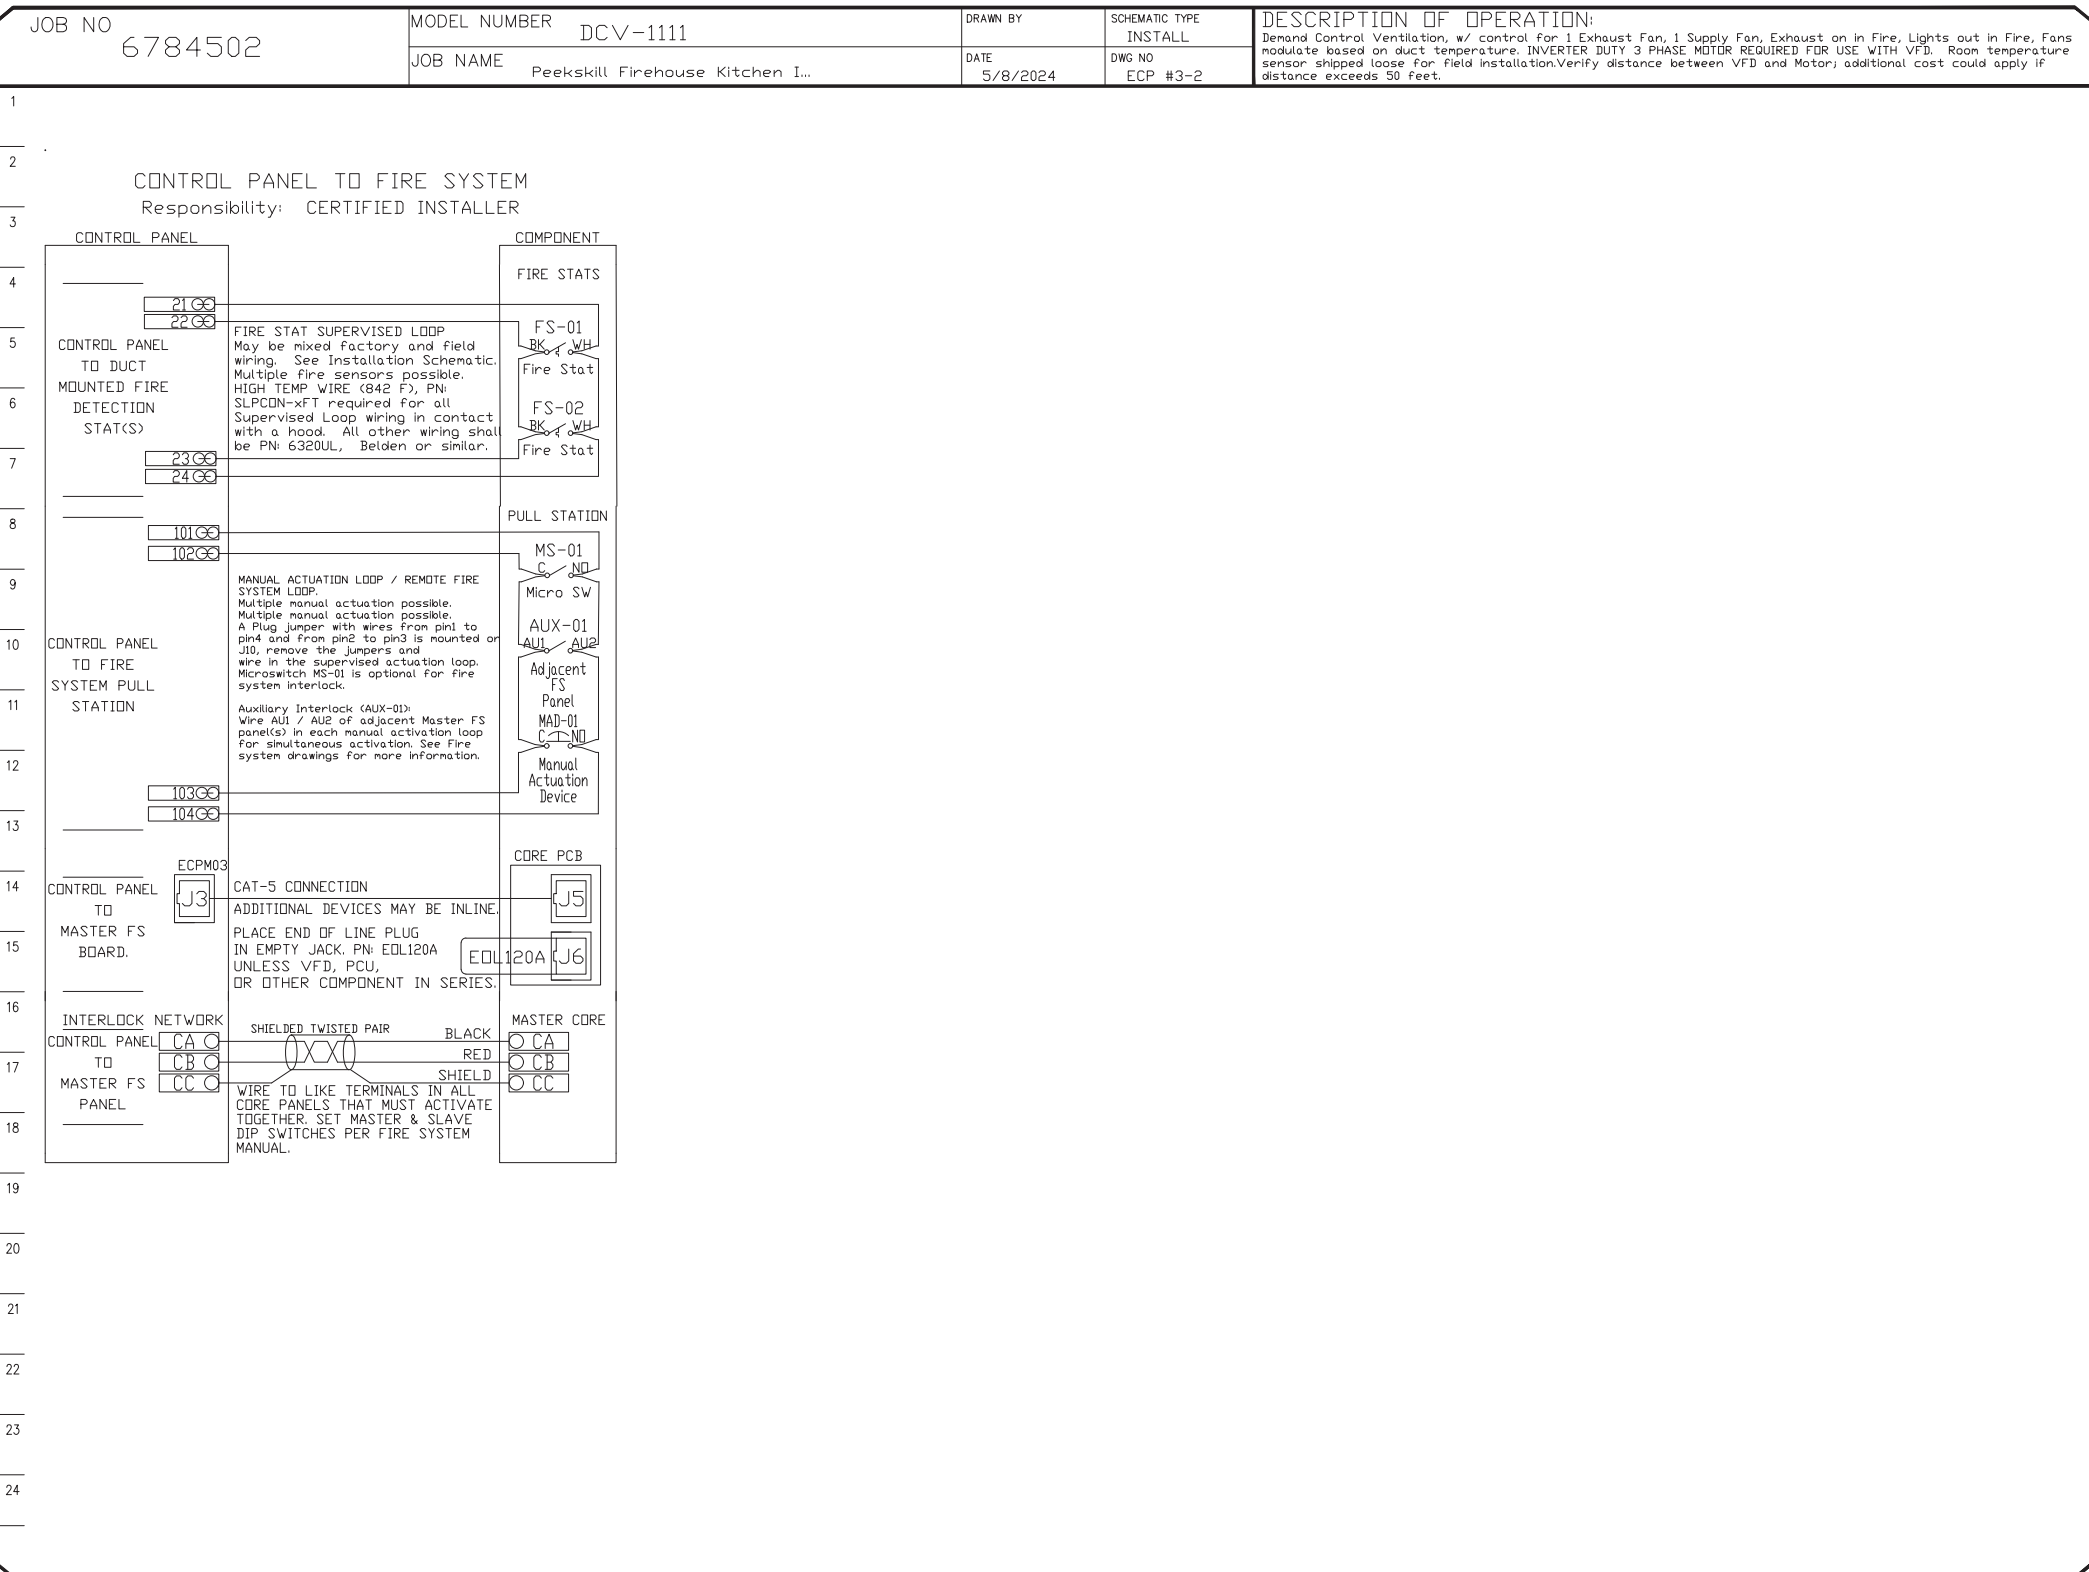 JOB NO
6784502
MODEL NUMBER
DCV-1111
JOB NAME
Peekskill Firehouse Kitchen I...
DRAWN BY
DATE
5/8/2024
SCHEMATIC TYPE
INSTALL
DWG NO
ECP #3-2
DESCRIPTION OF OPERATION:
Demand Control Ventilation, w/ control for 1 Exhaust Fan, 1 Supply Fan, Exhaust on in Fire, Lights out in Fire, Fans
modulate based on duct temperature. INVERTER DUTY 3 PHASE MOTOR REQUIRED FOR USE WITH VFD. Room temperature
sensor shipped loose for field installation.Verify distance between VFD and Motor; additional cost could apply if
distance exceeds 50 feet.
1
2
3
4
5
6
7
8
9
10
11
12
13
14
15
16
17
18
19
20
21
22
23
24
CONTROL PANEL TO FIRE SYSTEM
Responsibility: CERTIFIED INSTALLER
CONTROL PANEL
COMPONENT
FIRE STATS
21
22
CONTROL PANEL
TO DUCT
MOUNTED FIRE
DETECTION
STAT(S)
23
24
FIRE STAT SUPERVISED LOOP
May be mixed factory and field
wiring. See Installation Schematic.
Multiple fire sensors possible.
HIGH TEMP WIRE (842 F), PN:
SLPCON-xFT required for all
Supervised Loop wiring in contact
with a hood. All other wiring shall
be PN: 6320UL, Belden or similar.
FS-01
BK WH
Fire Stat
FS-02
BK WH
Fire Stat
PULL STATION
101
102
CONTROL PANEL
TO FIRE
SYSTEM PULL
STATION
103
104
MANUAL ACTUATION LOOP / REMOTE FIRE
SYSTEM LOOP.
Multiple manual actuation possible.
Multiple manual actuation possible.
A Plug jumper with wires from pin1 to
pin4 and from pin2 to pin3 is mounted on
J10, remove the jumpers and
wire in the supervised actuation loop.
Microswitch MS-01 is optional for fire
system interlock.
Auxiliary Interlock (AUX-01):
Wire AU1 / AU2 of adjacent Master FS
panel(s) in each manual activation loop
for simultaneous activation. See Fire
system drawings for more information.
MS-01
C NO
Micro SW
AUX-01
AU1 AU2
Adjacent
FS
Panel
MAD-01
C NO
Manual
Actuation
Device
ECPM03
J3
CONTROL PANEL
TO
MASTER FS
BOARD.
CAT-5 CONNECTION
ADDITIONAL DEVICES MAY BE INLINE.
PLACE END OF LINE PLUG
IN EMPTY JACK. PN: EOL120A
UNLESS VFD, PCU,
OR OTHER COMPONENT IN SERIES.
CORE PCB
J5
EOL120A
J6
INTERLOCK NETWORK
CONTROL PANEL
TO
MASTER FS
PANEL
CA
CB
CC
SHIELDED TWISTED PAIR
BLACK
RED
SHIELD
MASTER CORE
CA
CB
CC
WIRE TO LIKE TERMINALS IN ALL
CORE PANELS THAT MUST ACTIVATE
TOGETHER. SET MASTER & SLAVE
DIP SWITCHES PER FIRE SYSTEM
MANUAL.